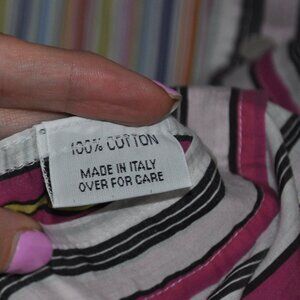 100% COTTON
MADE IN ITALY
OVER FOR CARE